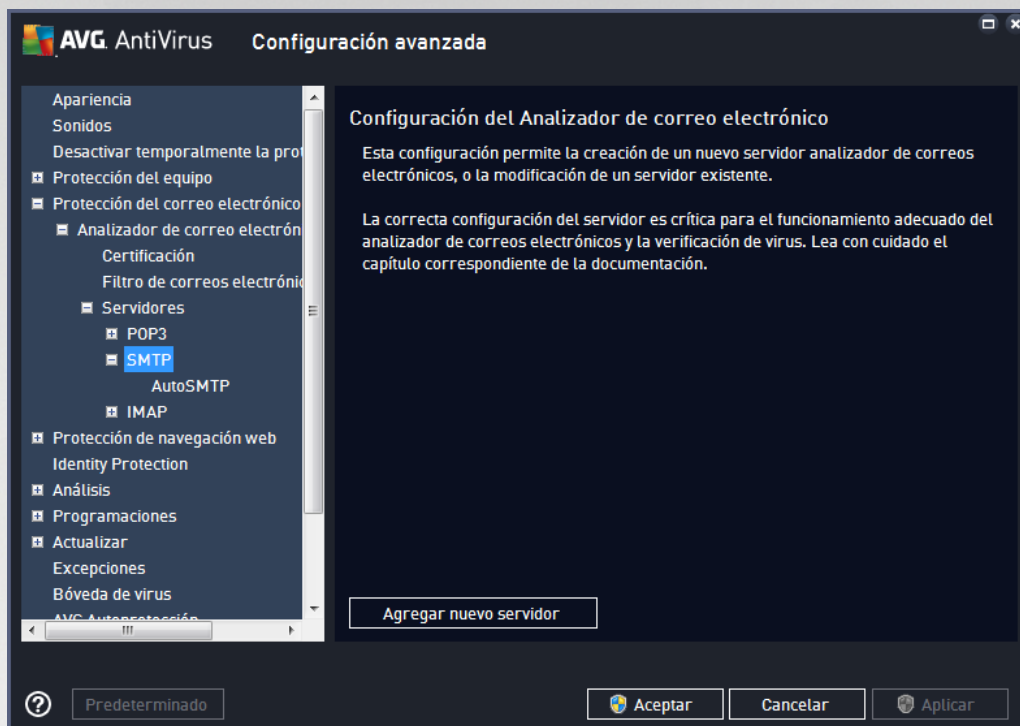 AVG. AntiVirus Configuración avanzada
Apariencia
Sonidos
Desactivar temporalmente la prot
Protección del equipo
Protección del correo electrónico
Analizador de correo electrón
Certificación
Filtro de correos electrónic
Servidores
POP3
SMTP
AutoSMTP
IMAP
Protección de navegación web
Identity Protection
Análisis
Programaciones
Actualizar
Excepciones
Bóveda de virus
AVG Autoprotección
Configuración del Analizador de correo electrónico
Esta configuración permite la creación de un nuevo servidor analizador de correos
electrónicos, o la modificación de un servidor existente.
La correcta configuración del servidor es crítica para el funcionamiento adecuado del
analizador de correos electrónicos y la verificación de virus. Lea con cuidado el
capítulo correspondiente de la documentación.
Agregar nuevo servidor
Predeterminado
Aceptar
Cancelar
Aplicar